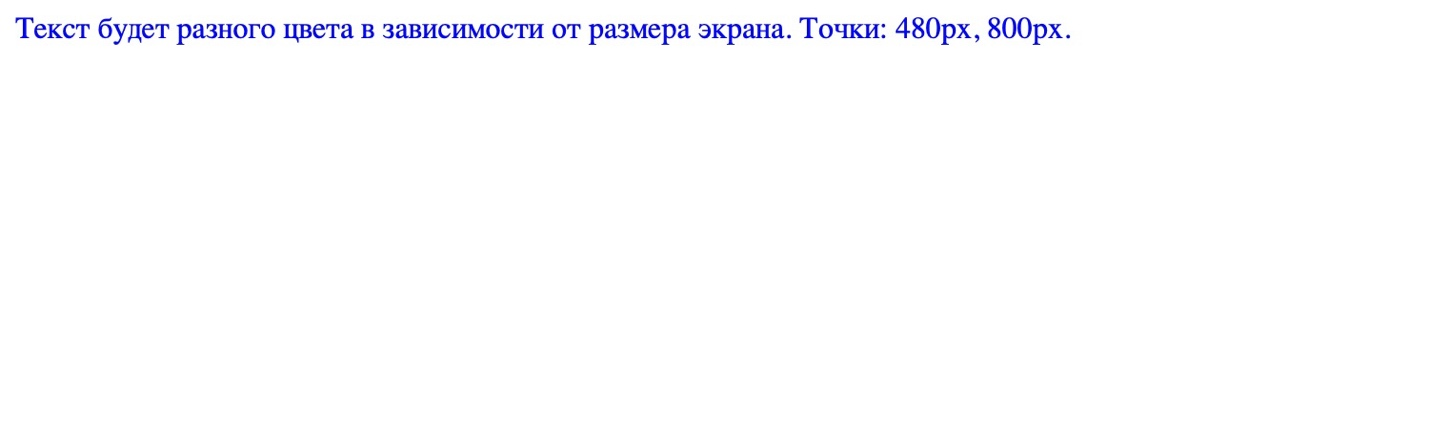 Текст будет разного цвета в зависимости от размера экрана. Точки: 480px, 800px.